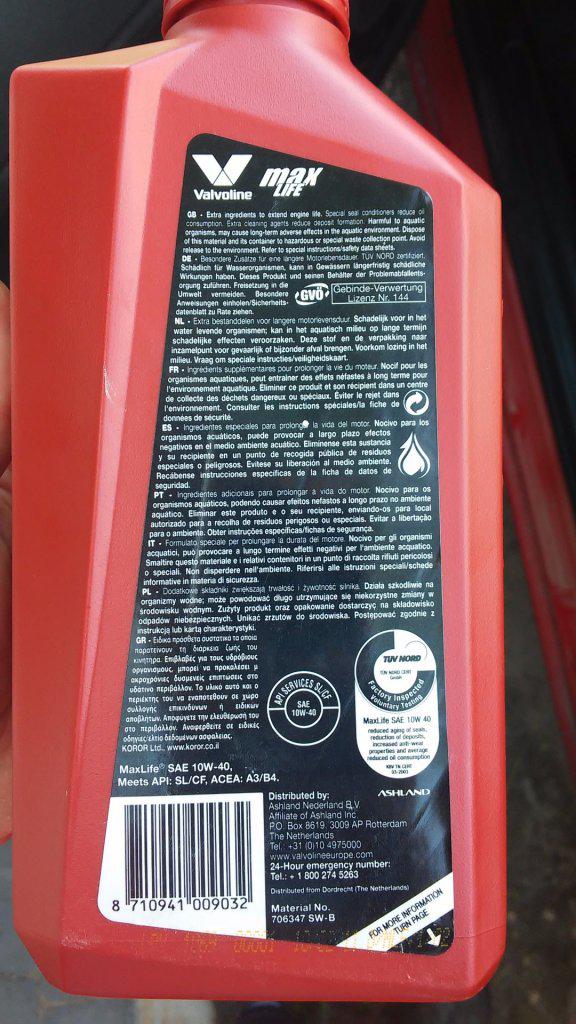 Valvoline
max
LIFE
GB - Extra ingredients to extend engine life. Special seal conditioners reduce oil
consumption. Extra cleaning agents reduce deposit formation. Harmful to aquatic
organisms, may cause long-term adverse effects in the aquatic environment. Dispose
of this material and its container to hazardous or special waste collection point. Avoid
release to the environment. Refer to special instructions/safety data sheets.
DE - Besondere Zusätze für eine längere Motorlebensdauer. TÜV NORD zertifiziert.
Schädlich für Wasserorganismen, kann in Gewässern längerfristig schädliche
Wirkungen haben. Dieses Produkt und seinen Behälter der Problemabfallents-
orgung zuführen. Freisetzung in die
Umwelt vermeiden. Besondere
Anweisungen einholen/Sicherheits-
datenblatt zu Rate ziehen.
GVÖ
Gebinde-Verwertung
Lizenz Nr. 144
NL - Extra bestanddelen voor langere motorlevensduur. Schadelijk voor in het
water levende organismen; kan in het aquatisch milieu op lange termijn
schadelijke effecten veroorzaken. Deze stof en de verpakking naar
inzamelpunt voor gevaarlijk of bijzonder afval brengen. Voorkom lozing in het
milieu. Vraag om speciale instructies/veiligheidskaart.
FR - Ingrédients supplémentaires pour prolonger la vie du moteur. Nocif pour les
organismes aquatiques, peut entraîner des effets néfastes à long terme pour
l'environnement aquatique. Éliminer ce produit et son récipient dans un centre
de collecte des déchets dangereux ou spéciaux. Éviter le rejet dans
l'environnement. Consulter les instructions spéciales/la fiche de
données de sécurité.
ES - Ingredientes especiales para prolongar la vida del motor. Nocivo para los
organismos acuáticos, puede provocar a largo plazo efectos
negativos en el medio ambiente acuático. Elimínense esta sustancia
y su recipiente en un punto de recogida pública de residuos
especiales o peligrosos. Evítese su liberación al medio ambiente.
Recábense instrucciones específicas de la ficha de datos de
seguridad.
PT - Ingredientes adicionais para prolongar a vida do motor. Nocivo para os
organismos aquáticos, podendo causar efeitos nefastos a longo prazo no ambiente
aquático. Eliminar este produto e o seu recipiente, enviando-os para local
autorizado para a recolha de resíduos perigosos ou especiais. Evitar a libertação
para o ambiente. Obter instruções específicas/fichas de segurança.
IT - Formulato speciale per prolungare la durata del motore. Nocivo per gli organismi
acquatici, può provocare a lungo termine effetti negativi per l'ambiente acquatico.
Smaltire questo materiale e i relativi contenitori in un punto di raccolta rifiuti pericolosi
o speciali. Non disperdere nell'ambiente. Riferirsi alle istruzioni speciali/schede
informative in materia di sicurezza.
PL - Dodatkowe składniki zwiększają trwałość i żywotność silnika. Działa szkodliwie na
organizmy wodne; może powodować długo utrzymujące się niekorzystne zmiany w
środowisku wodnym. Zużyty produkt oraz opakowanie dostarczyć na składowisko
odpadów niebezpiecznych. Unikać zrzutów do środowiska. Postępować zgodnie z
instrukcją lub kartą charakterystyki.
GR - Ειδικά πρόσθετα συστατικά τα οποία
παρατείνουν τη διάρκεια ζωής του
κινητήρα. Επιβλαβές για τους υδρόβιους
οργανισμούς, μπορεί να προκαλέσει μ
ακροχρόνιες δυσμενείς επιπτώσεις στο
υδάτινο περιβάλλον. Το υλικό αυτό και ο
περιέκτης του να εναποτεθούν σε χώρο
συλλογής επικινδύνων ή ειδικών
αποβλήτων. Αποφύγετε την ελευθέρωσή του
στο περιβάλλον. Αναφερθείτε σε ειδικές
οδηγίες/δελτίο δεδομένων ασφαλείας.
KOROR Ltd., www.koror.co.il
API SERVICES SL/CF
SAE
10W-40
TÜV NORD
TÜV NORD CERT
GmbH
Factory Inspected
Voluntary Testing
MaxLife SAE 10W 40
reduced aging of seals,
reduction of deposits,
increased anti-wear
properties and average
reduced oil consumption
KBV TN CERT
03-2003
MaxLife® SAE 10W-40,
Meets API: SL/CF, ACEA: A3/B4.
ASHLAND
Distributed by:
Ashland Nederland B.V.
Affiliate of Ashland Inc.
P.O. Box 8619, 3009 AP Rotterdam
The Netherlands
Tel.: +31 (0)10 4975000
www.valvolineeurope.com
24-Hour emergency number:
Tel.: + 1 800 274 5263
Distributed from Dordrecht (The Netherlands)
Material No.
706347 SW-B
8 710941 009032
FOR MORE INFORMATION
TURN PAGE